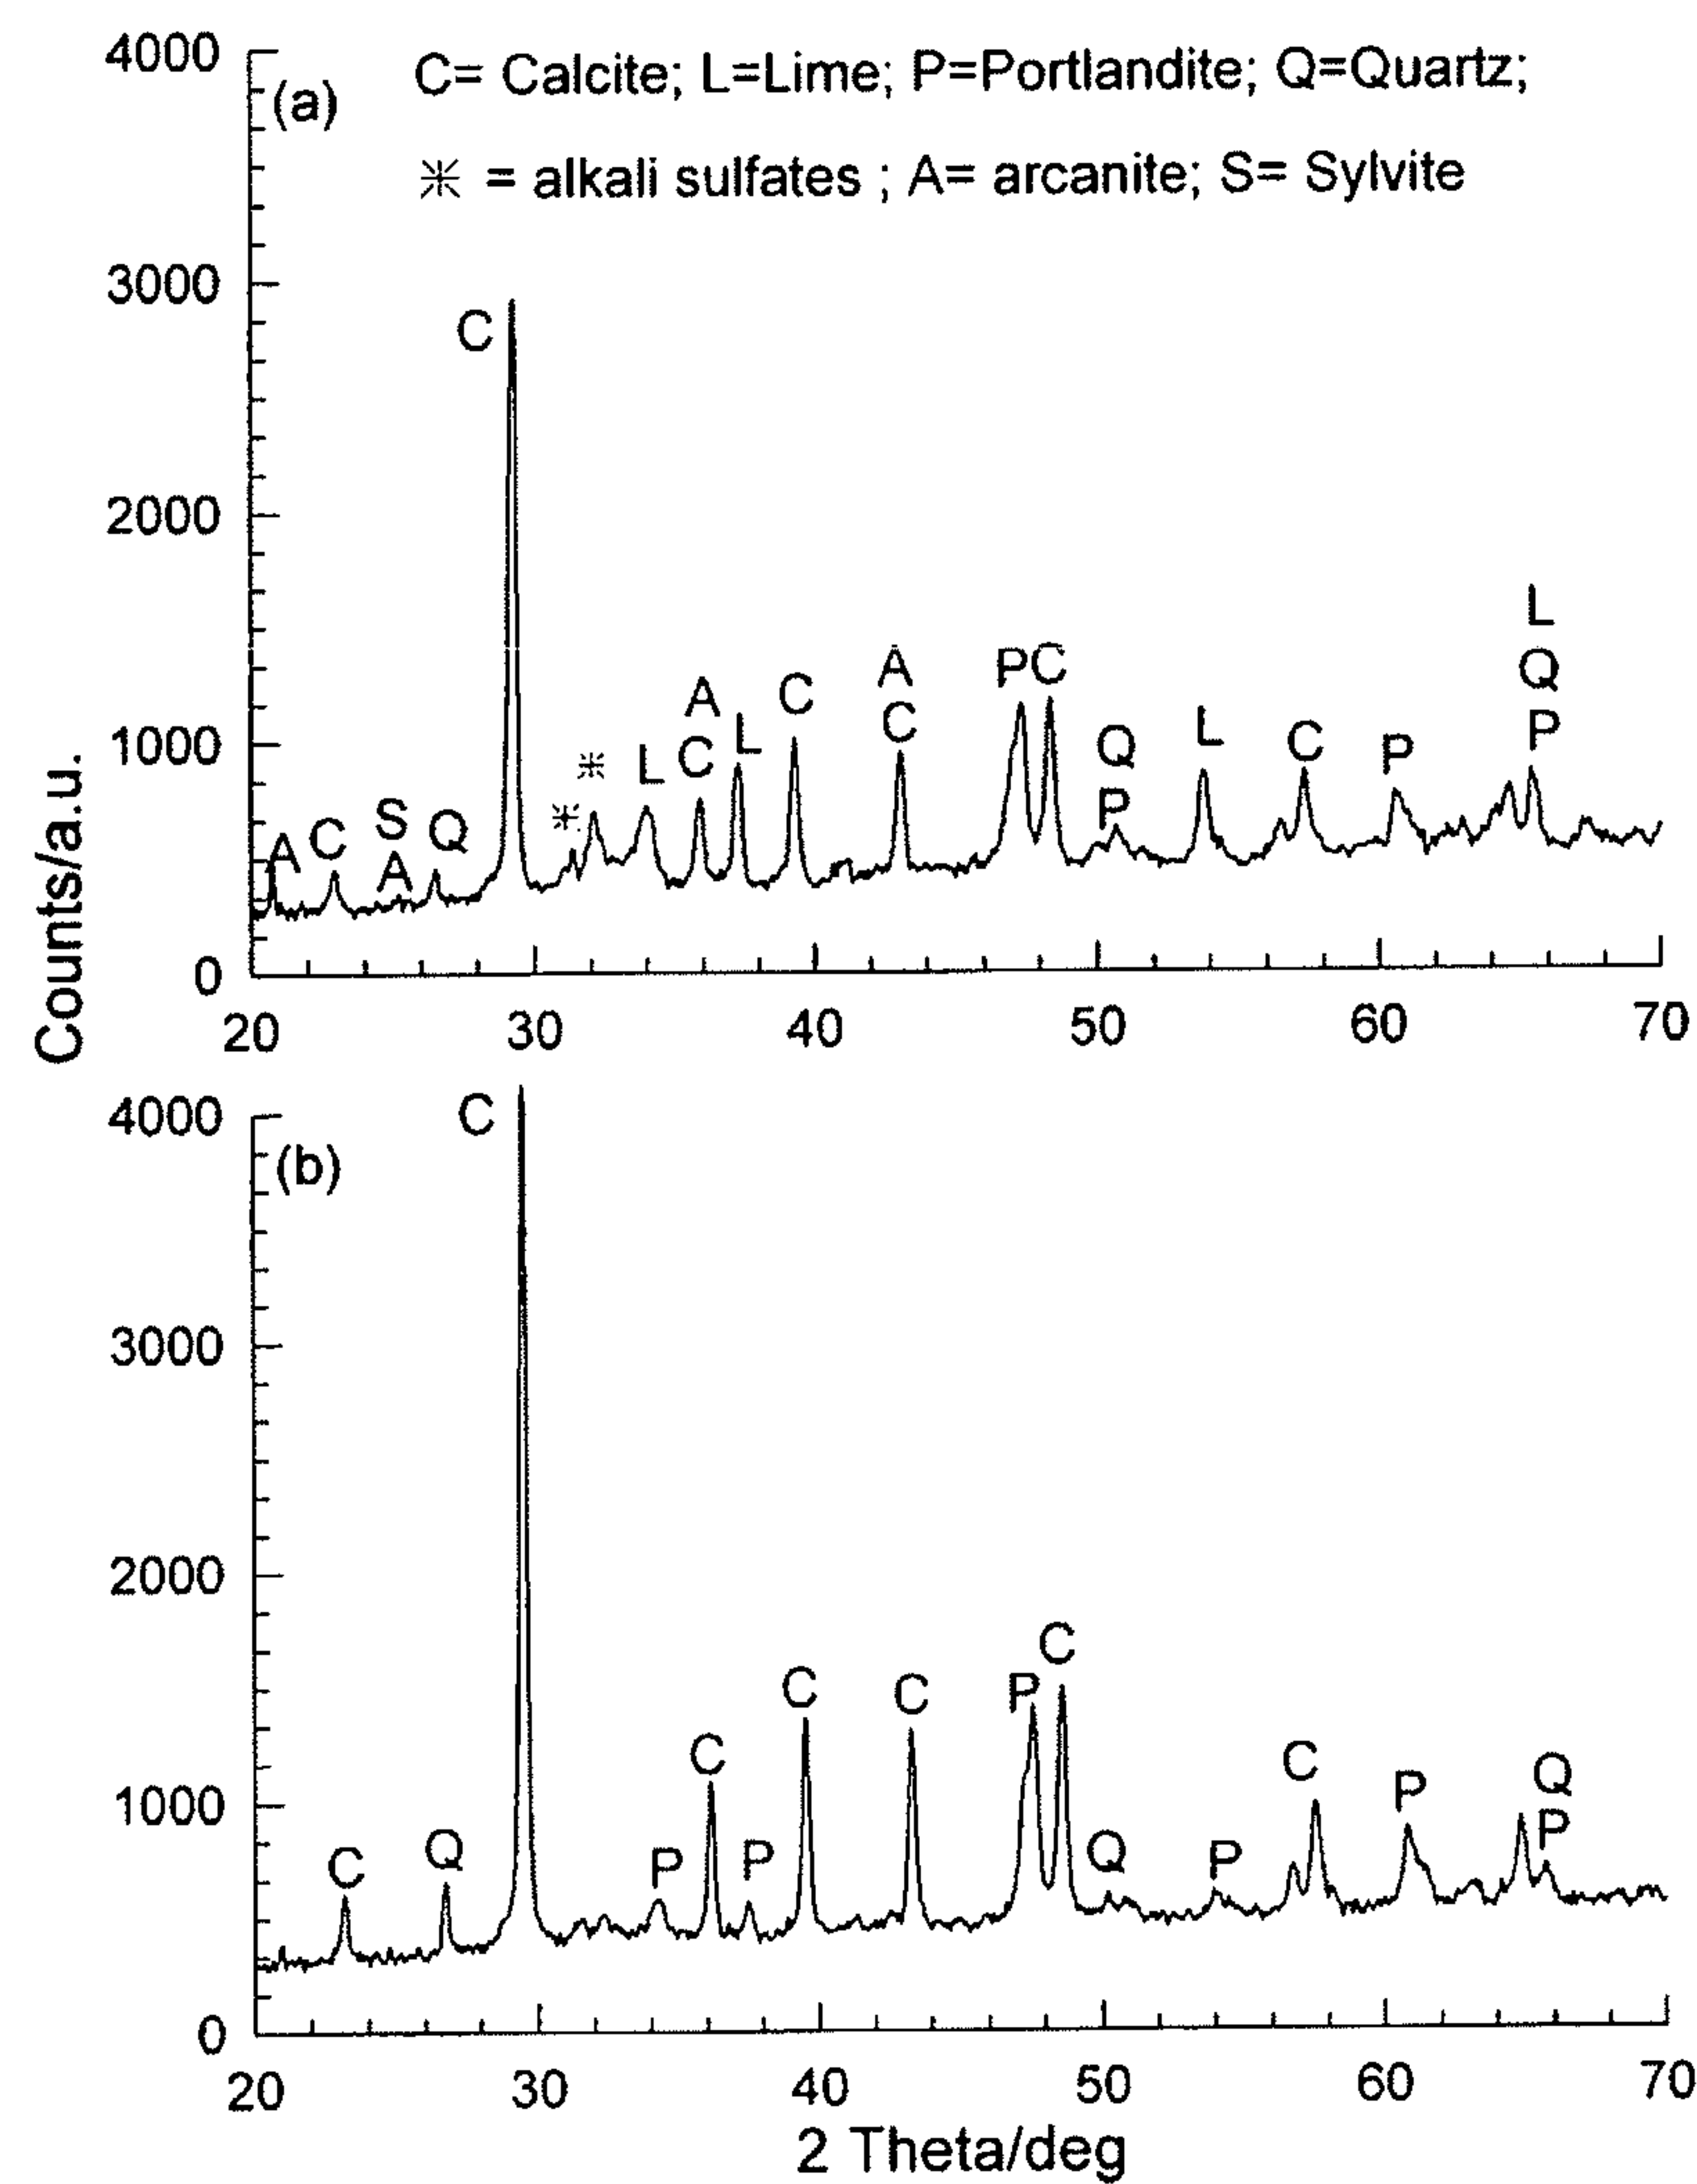 4000
(a)
C= Calcite; L=Lime; P=Portlandite; Q=Quartz;
※ = alkali sulfates ; A= arcanite; S= Sylvite
3000
C
2000
L
Q
P
A
C
P C
A
C
L
C
L
C
P
Q
P
1000
※
※
L
A
C
S
A
Q
0
20 30 40 50 60 70
Counts/a.u.
4000
(b)
C
3000
2000
C
P
C
C
C
C
P
Q
P
1000
C
Q
P
P
Q
P
0
20 30 40 50 60 70
2 Theta/deg